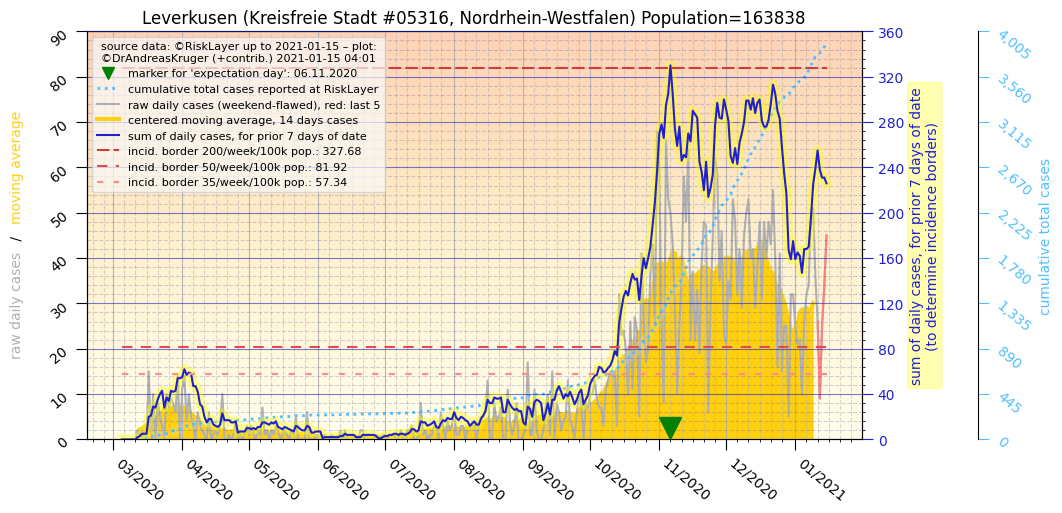 Leverkusen (Kreisfreie Stadt #05316, Nordrhein-Westfalen) Population=163838
source data: ©RiskLayer up to 2021-01-15 – plot:
©DrAndreasKruger (+contrib.) 2021-01-15 04:01
marker for 'expectation day': 06.11.2020
cumulative total cases reported at RiskLayer
raw daily cases (weekend-flawed), red: last 5
centered moving average, 14 days cases
sum of daily cases, for prior 7 days of date
incid. border 200/week/100k pop.: 327.68
incid. border 50/week/100k pop.: 81.92
incid. border 35/week/100k pop.: 57.34
raw daily cases / moving average
90
80
70
60
50
40
30
20
10
0
03/2020
04/2020
05/2020
06/2020
07/2020
08/2020
09/2020
10/2020
11/2020
12/2020
01/2021
360
320
280
240
200
160
120
80
40
0
sum of daily cases, for prior 7 days of date
(to determine incidence borders)
4,005
3,560
3,115
2,670
2,225
1,780
1,335
890
445
0
cumulative total cases